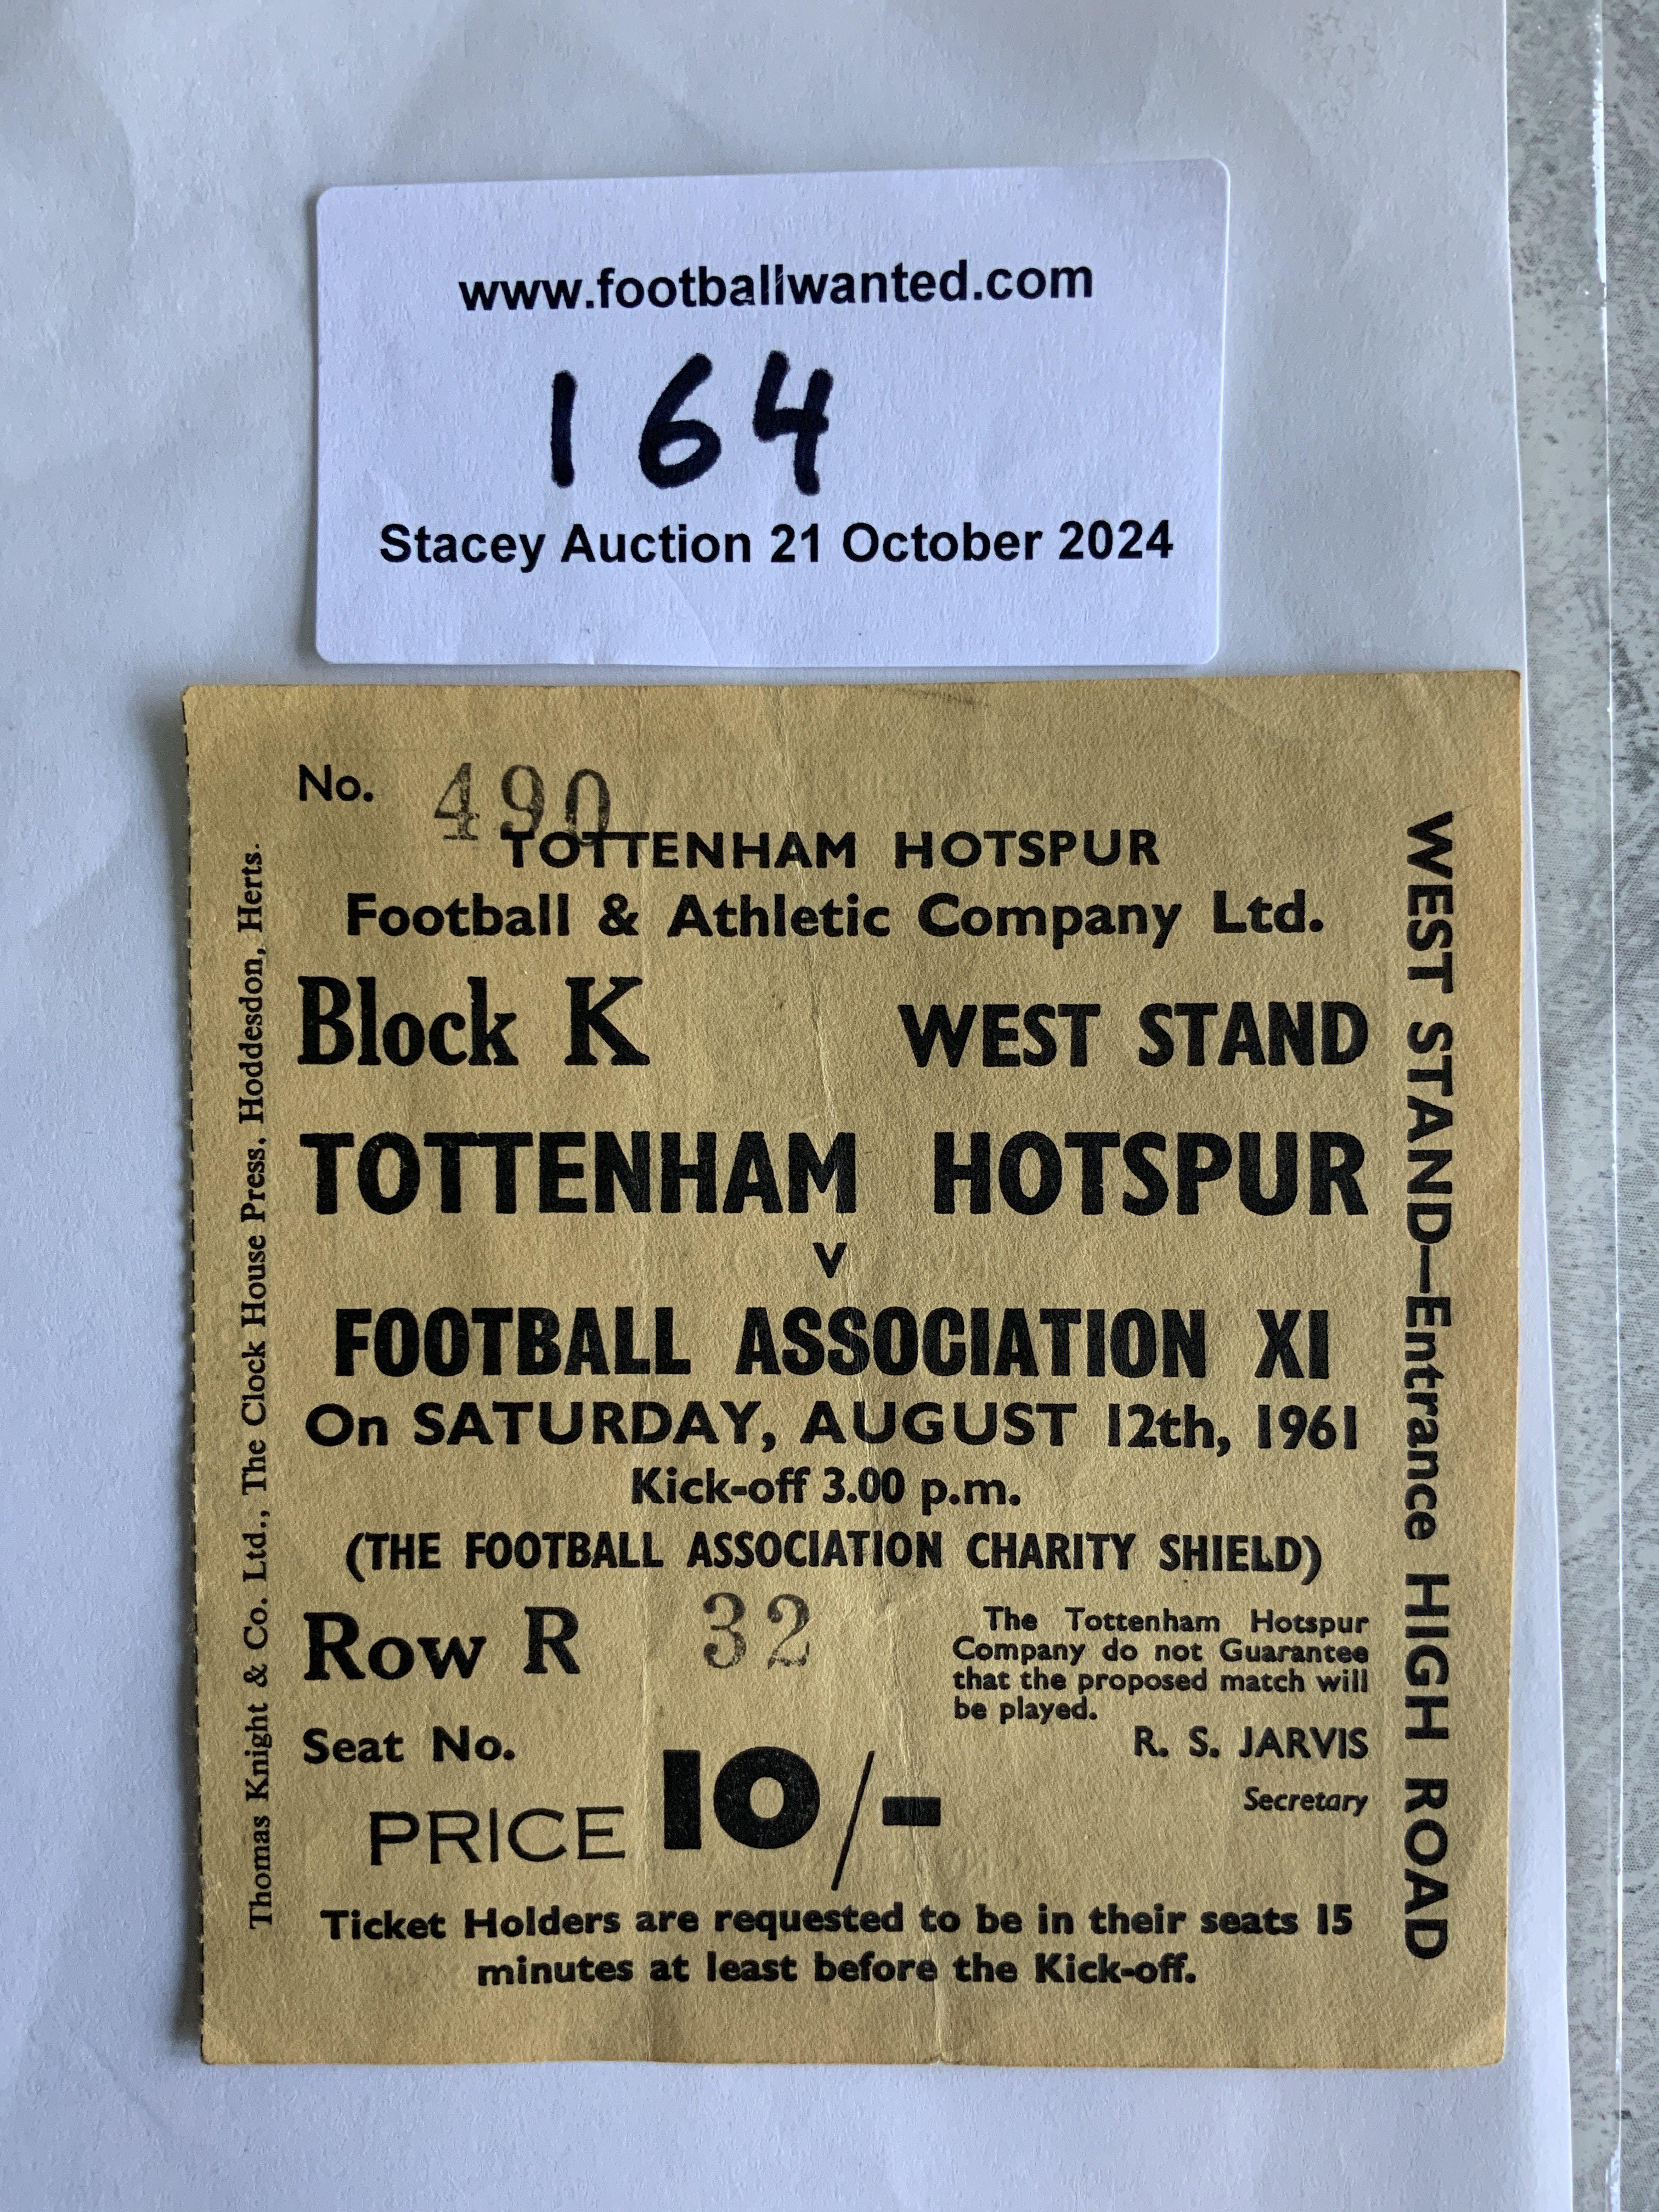 www.footballwanted.com
164
Stacey Auction 21 October 2024
No. 490
TOTTENHAM HOTSPUR
Football & Athletic Company Ltd.
Block K WEST STAND
TOTTENHAM HOTSPUR
v
FOOTBALL ASSOCIATION XI
On SATURDAY, AUGUST 12th, 1961
Kick-off 3.00 p.m.
(THE FOOTBALL ASSOCIATION CHARITY SHIELD)
Row R 32
The Tottenham Hotspur
Company do not Guarantee
that the proposed match will
be played.
R. S. JARVIS
Secretary
Seat No.
PRICE 10/-
Ticket Holders are requested to be in their seats 15
minutes at least before the Kick-off.
WEST STAND—Entrance HIGH ROAD
Thomas Knight & Co. Ltd., The Clock House Press, Hoddesdon, Herts.